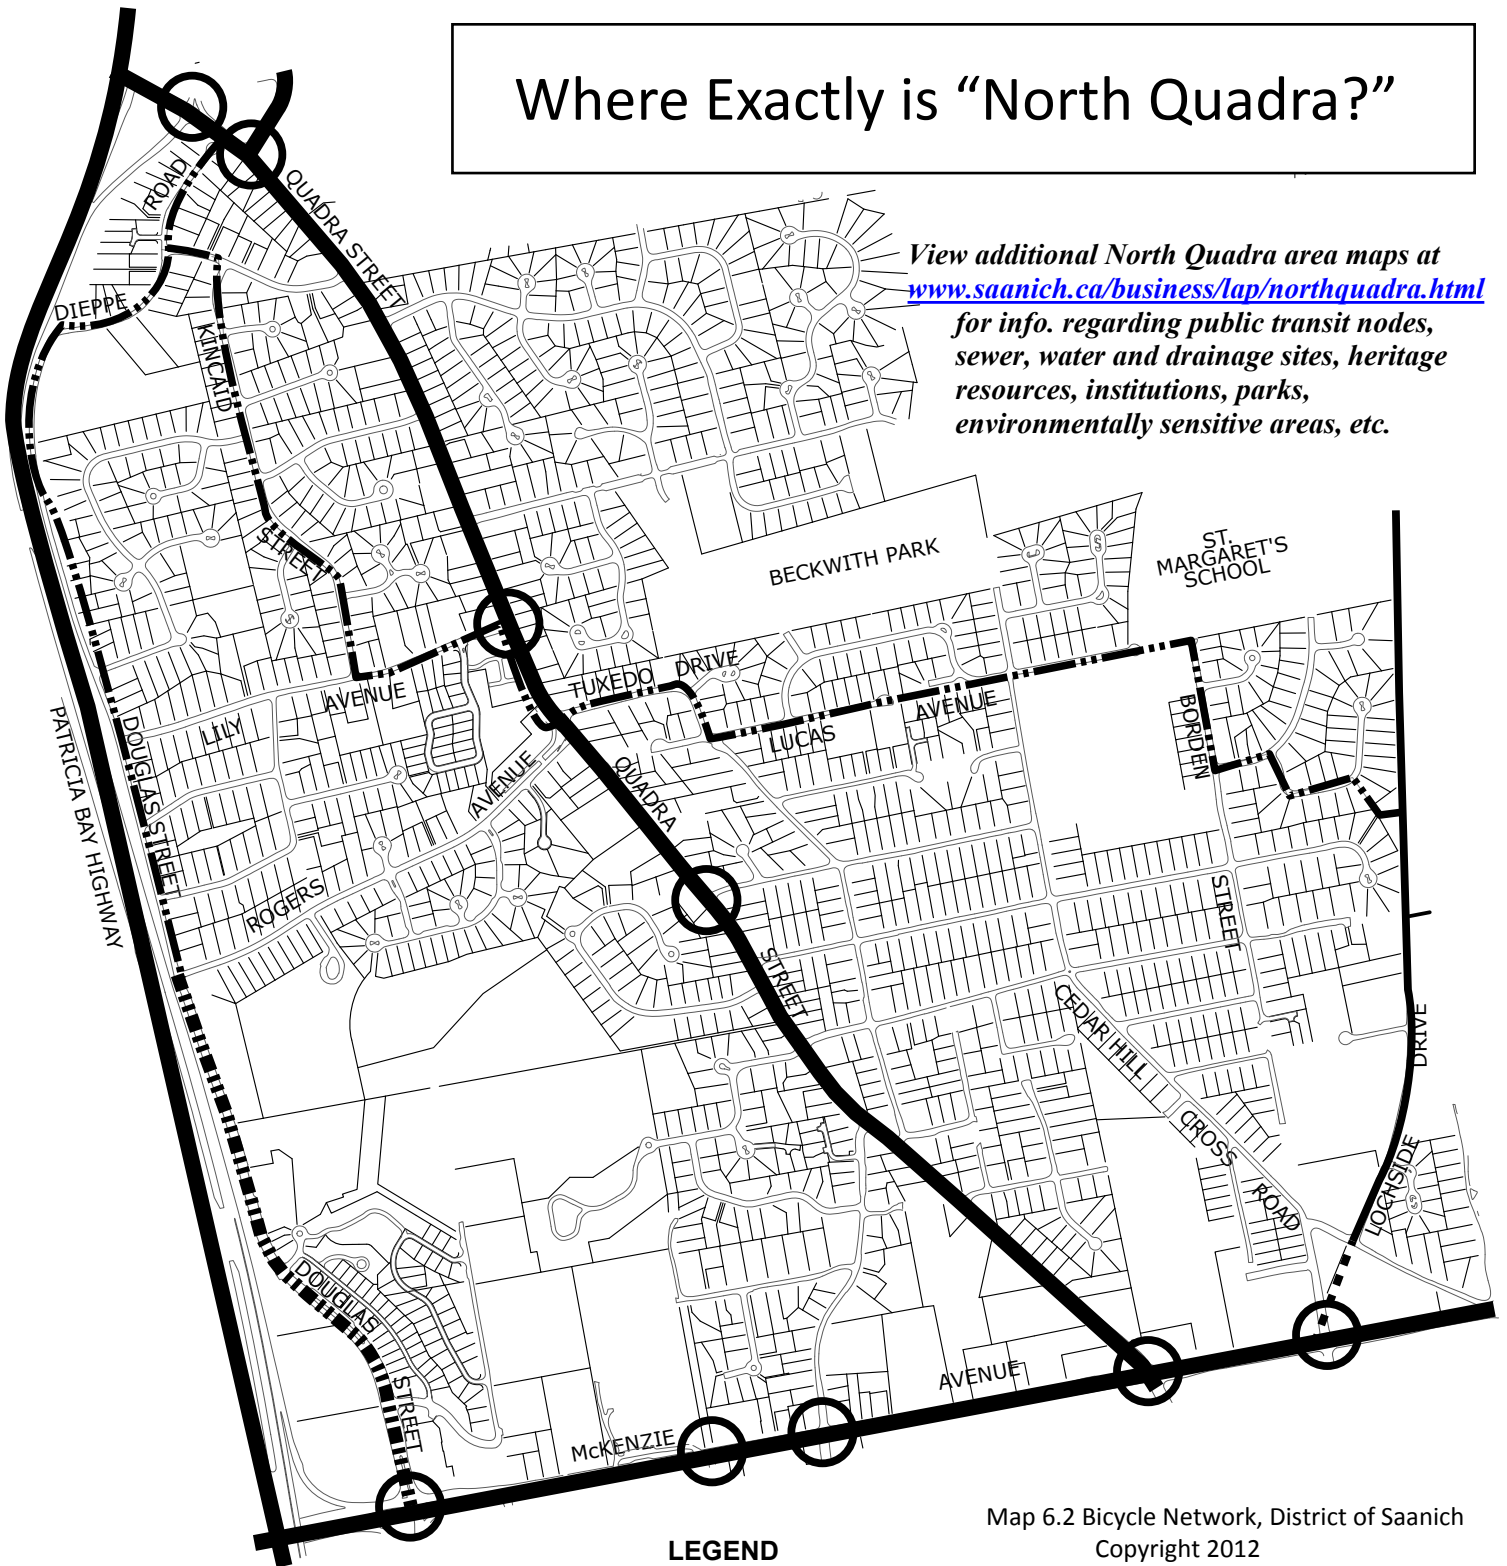 Where Exactly is “North Quadra?”
View additional North Quadra area maps at
www.saanich.ca/business/lap/northquadra.html
for info. regarding public transit nodes,
sewer, water and drainage sites, heritage
resources, institutions, parks,
environmentally sensitive areas, etc.
ROAD
QUADRA STREET
DIEPPE
KINCAID
STREET
BECKWITH PARK
ST.
MARGARET'S
SCHOOL
TUXEDO DRIVE
AVENUE
LILY
LUCAS
AVENUE
BORDEN
PATRICIA BAY HIGHWAY
DOUGLAS STREET
AVENUE
QUADRA
ROGERS
STREET
STREET
CEDAR HILL
DRIVE
CROSS
LOCHSIDE
ROAD
DOUGLAS
STREET
AVENUE
McKENZIE
Map 6.2 Bicycle Network, District of Saanich
Copyright 2012
LEGEND